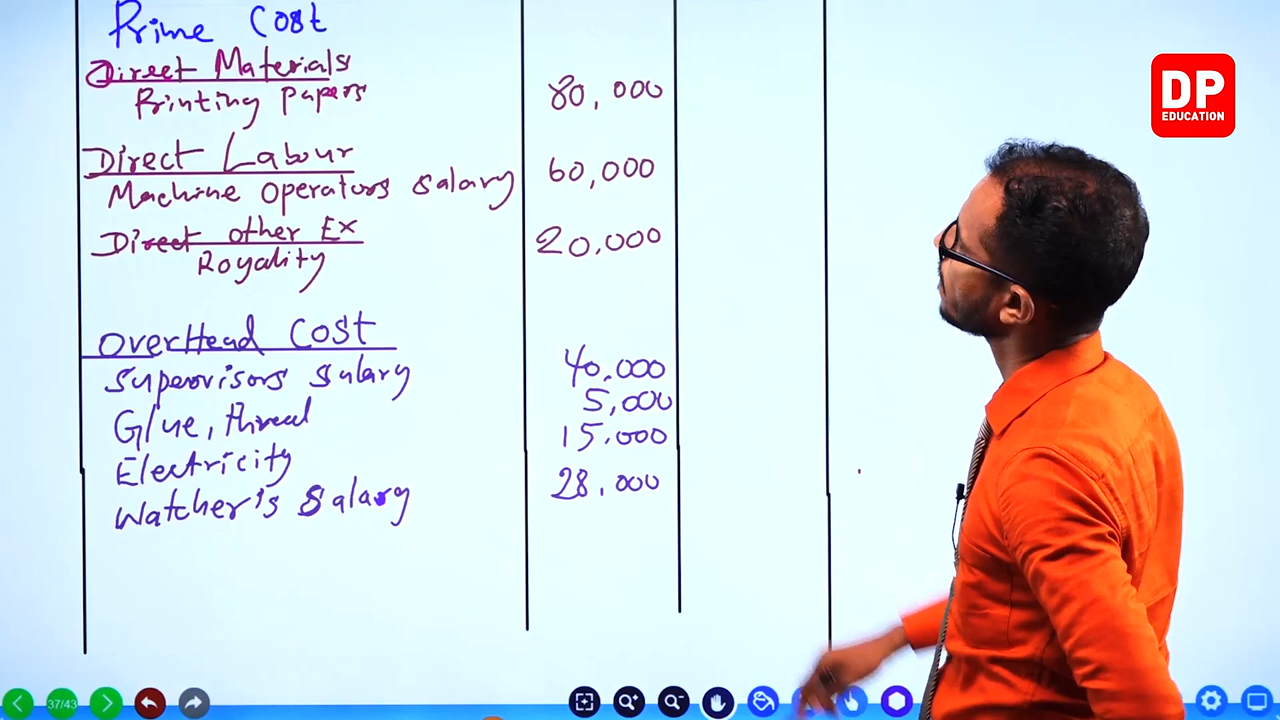 Prime Cost
Direct Materials
Printing papers 80,000
Direct Labour
Machine Operators salary 60,000
Direct other Ex
Royality 20,000
OverHead COST
Supervisors salary 40,000
Glue, thread 5,000
Electricity 15,000
Watcher's Salary 28,000
DP
EDUCATION
37/43